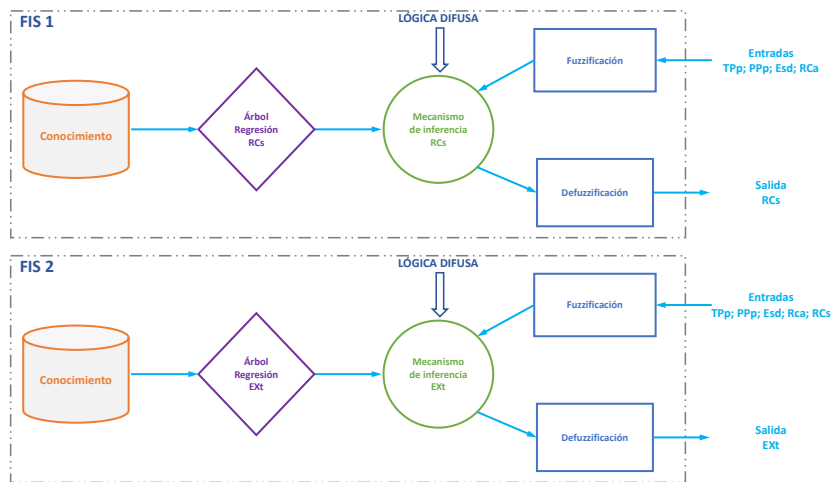 FIS 1
LÓGICA DIFUSA
Fuzzificación
Entradas
TPp; PPp; Esd; RCa
Conocimiento
Árbol
Regresión
RCs
Mecanismo
de inferencia
RCs
Defuzzificación
Salida
RCs
FIS 2
LÓGICA DIFUSA
Fuzzificación
Entradas
TPp; PPp; Esd; Rca; RCs
Conocimiento
Árbol
Regresión
EXt
Mecanismo
de inferencia
EXt
Defuzzificación
Salida
EXt